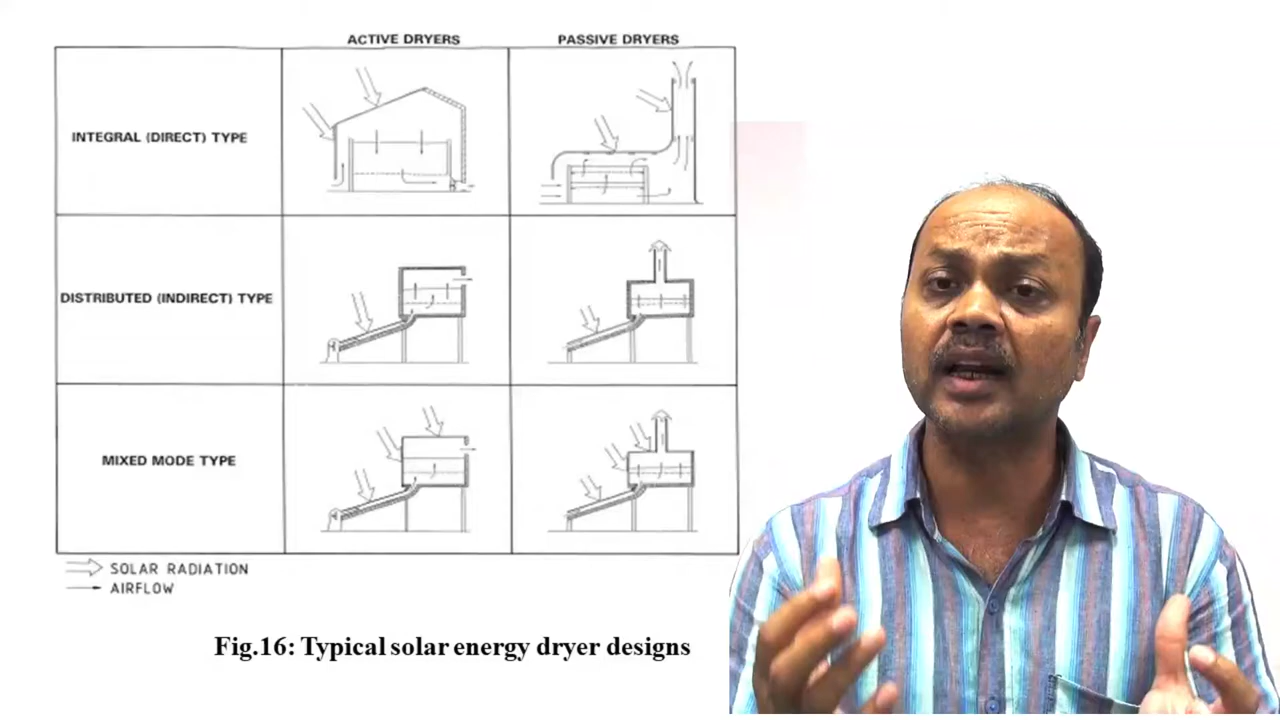 ACTIVE DRYERS
PASSIVE DRYERS
INTEGRAL (DIRECT) TYPE
DISTRIBUTED (INDIRECT) TYPE
MIXED MODE TYPE
SOLAR RADIATION
AIRFLOW
Fig.16: Typical solar energy dryer designs